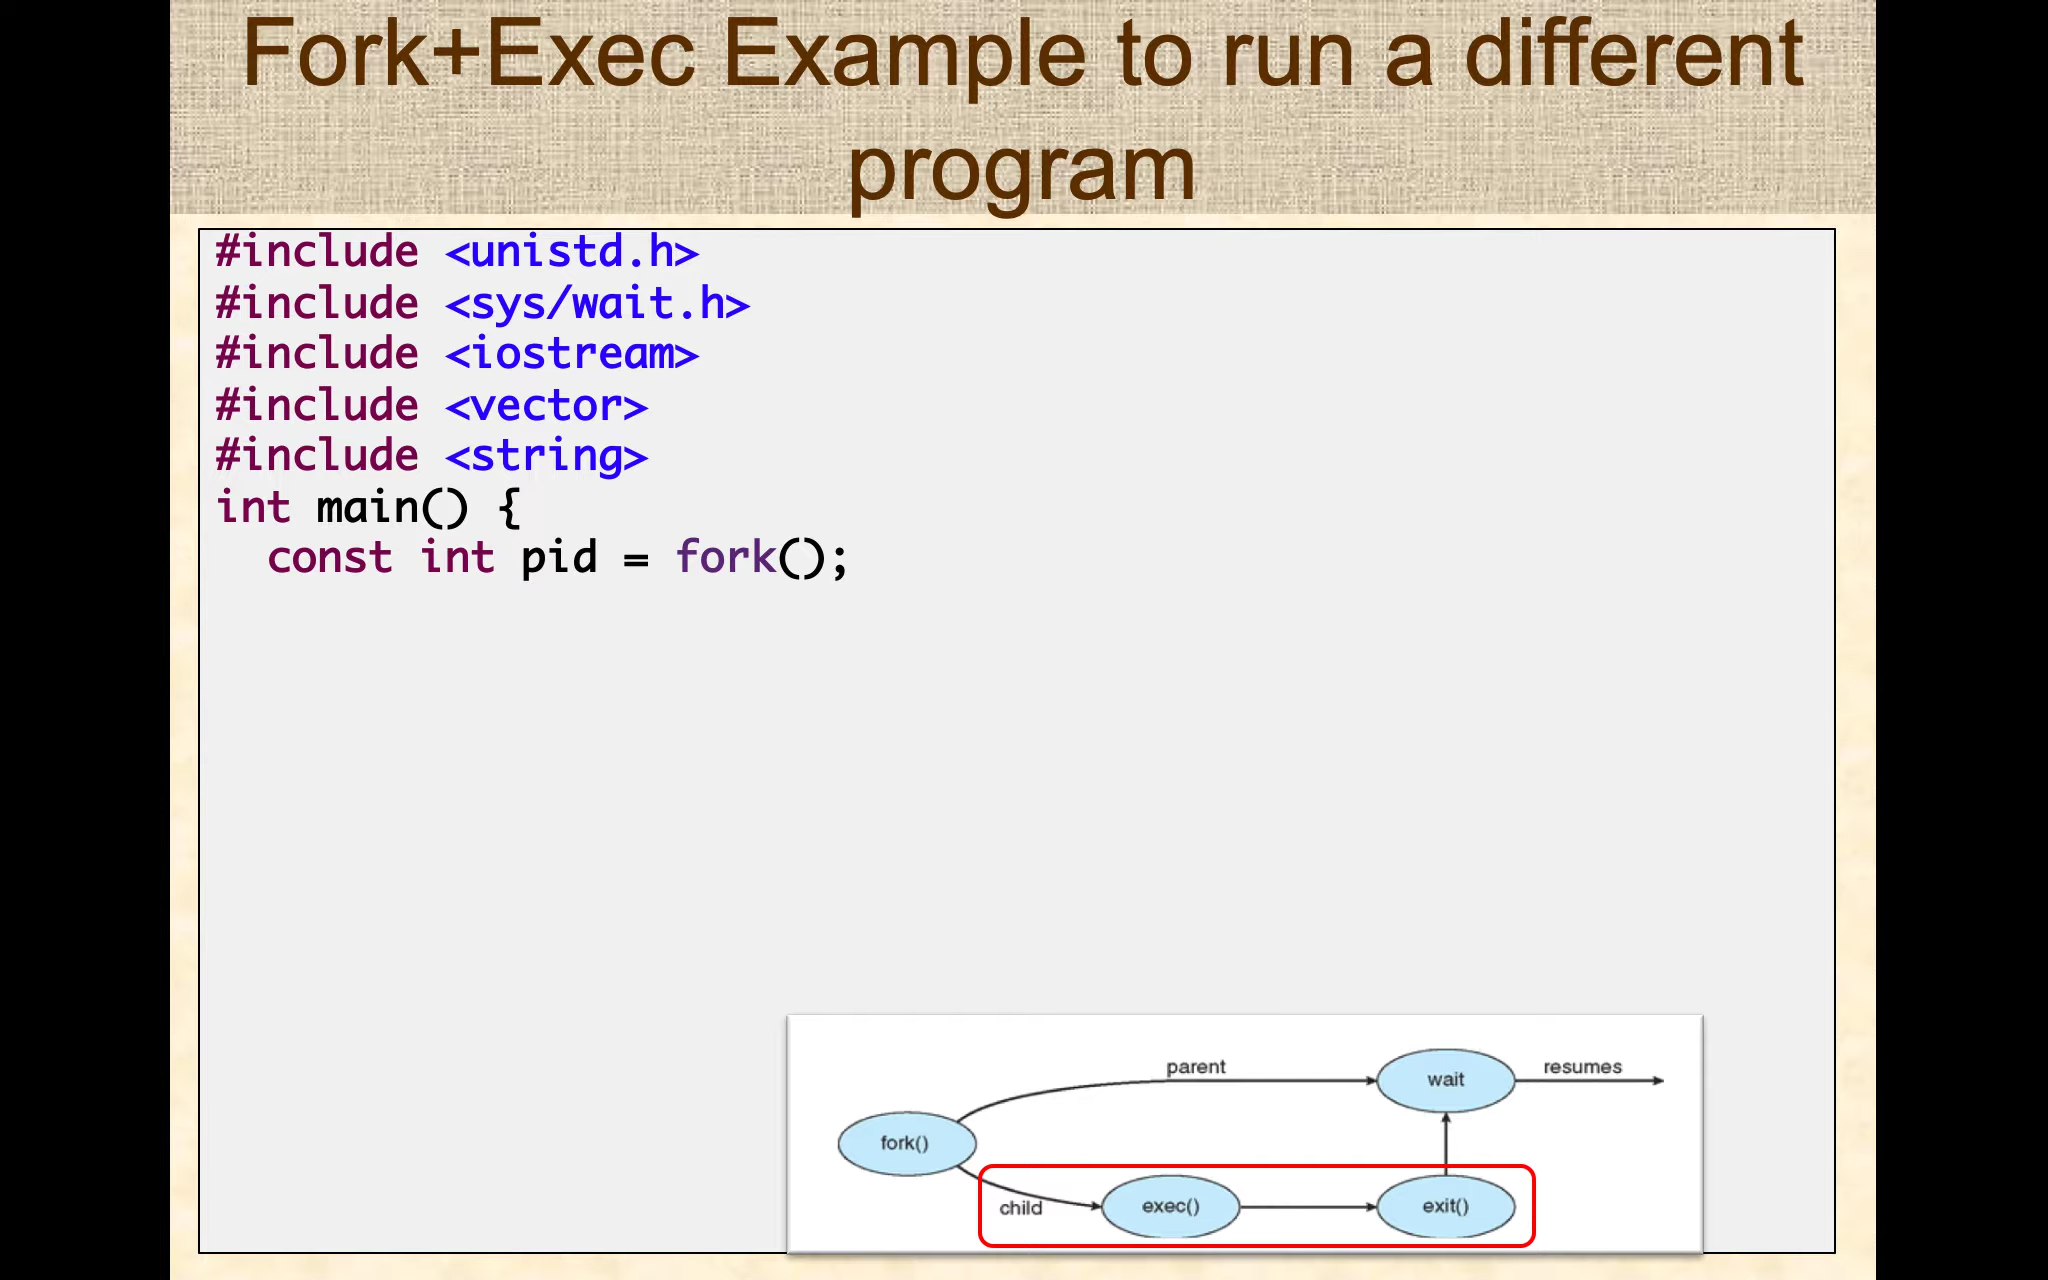 Fork+Exec Example to run a different
program
#include <unistd.h>
#include <sys/wait.h>
#include <iostream>
#include <vector>
#include <string>
int main() {
  const int pid = fork();
parent
wait
resumes
fork()
child
exec()
exit()